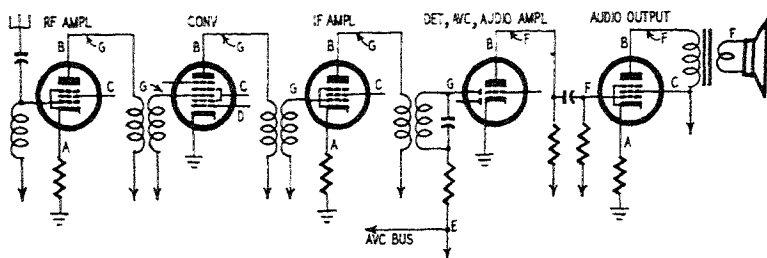 RF AMPL CONV IF AMPL DET, AVC, AUDIO AMPL AUDIO OUTPUT
B G B G B G B F B F F
G C G C D G C G F C
A A A
E
AVC BUS